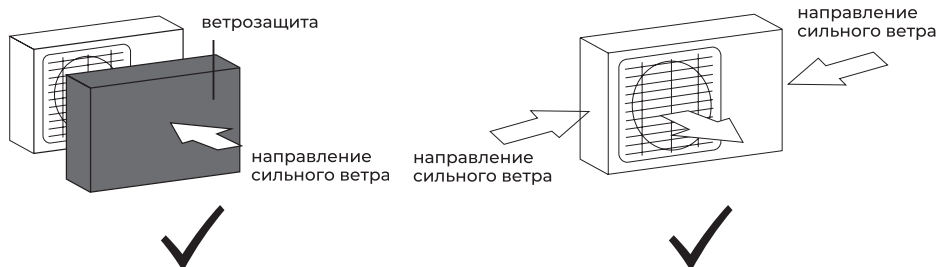 ветрозащита
направление
сильного ветра
направление
сильного ветра
направление
сильного ветра